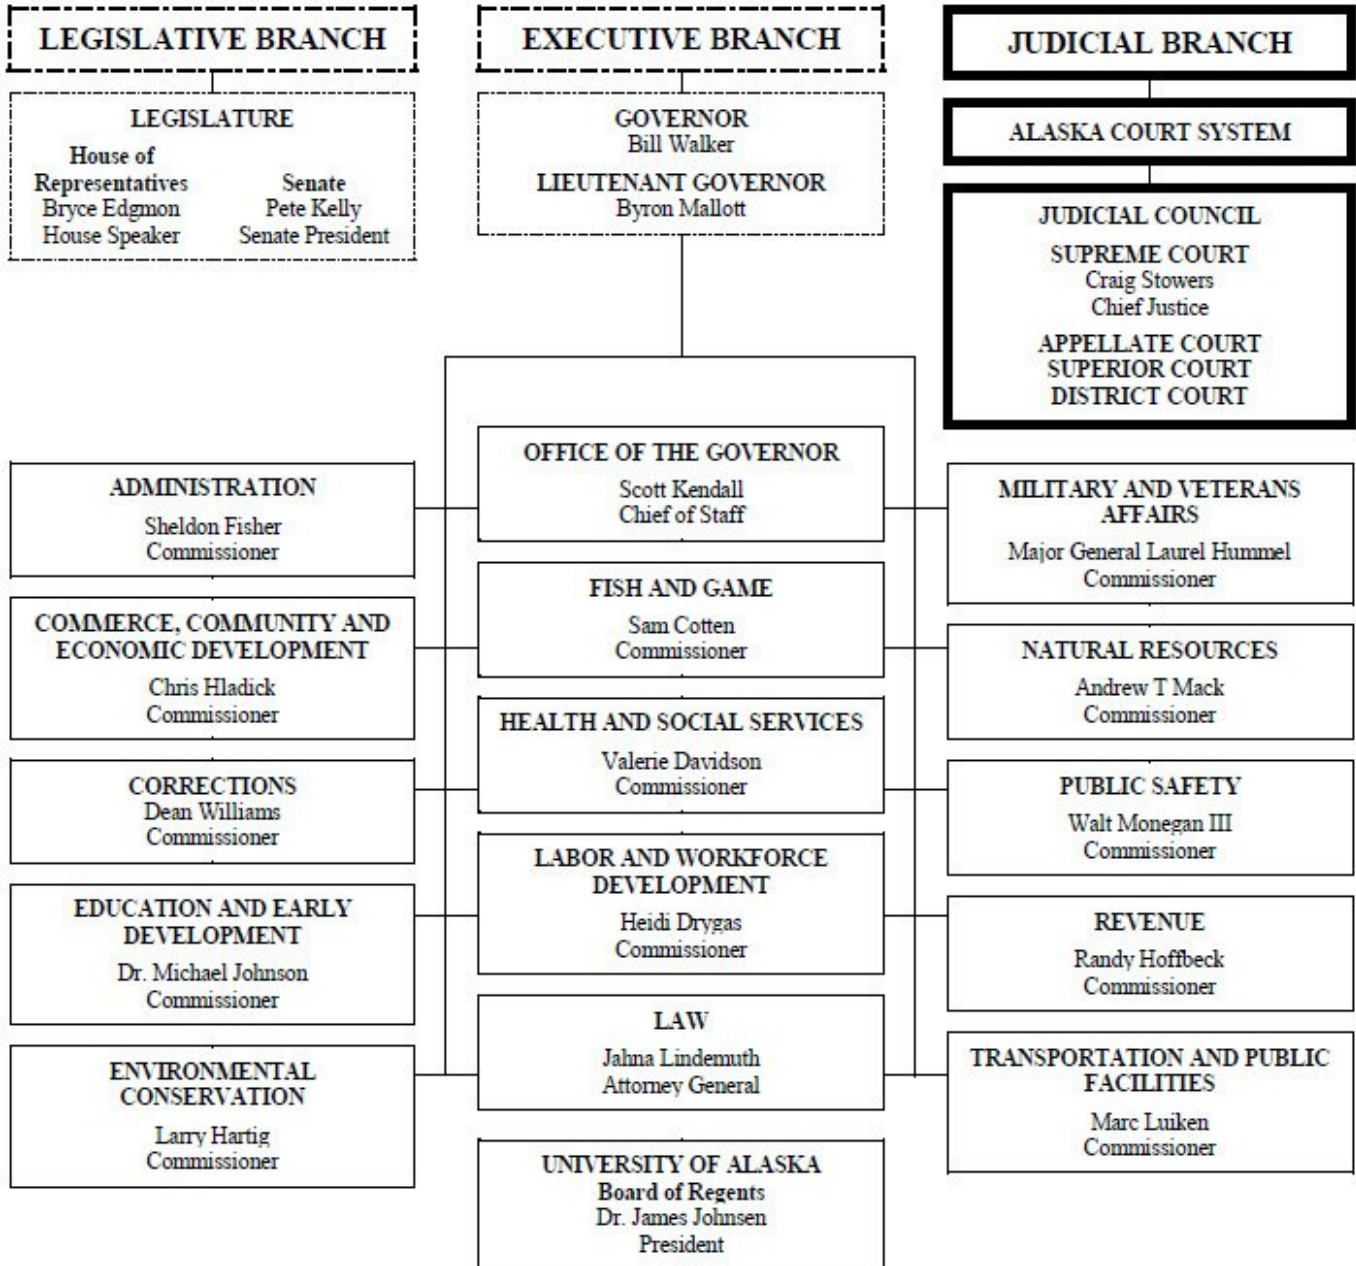 LEGISLATIVE BRANCH
LEGISLATURE
House of
Representatives
Bryce Edgmon
House Speaker
Senate
Pete Kelly
Senate President
EXECUTIVE BRANCH
GOVERNOR
Bill Walker
LIEUTENANT GOVERNOR
Byron Mallott
JUDICIAL BRANCH
ALASKA COURT SYSTEM
JUDICIAL COUNCIL
SUPREME COURT
Craig Stowers
Chief Justice
APPELLATE COURT
SUPERIOR COURT
DISTRICT COURT
ADMINISTRATION
Sheldon Fisher
Commissioner
COMMERCE, COMMUNITY AND
ECONOMIC DEVELOPMENT
Chris Hladick
Commissioner
CORRECTIONS
Dean Williams
Commissioner
EDUCATION AND EARLY
DEVELOPMENT
Dr. Michael Johnson
Commissioner
ENVIRONMENTAL
CONSERVATION
Larry Hartig
Commissioner
OFFICE OF THE GOVERNOR
Scott Kendall
Chief of Staff
FISH AND GAME
Sam Cotten
Commissioner
HEALTH AND SOCIAL SERVICES
Valerie Davidson
Commissioner
LABOR AND WORKFORCE
DEVELOPMENT
Heidi Drygas
Commissioner
LAW
Jahna Lindemuth
Attorney General
UNIVERSITY OF ALASKA
Board of Regents
Dr. James Johnsen
President
MILITARY AND VETERANS
AFFAIRS
Major General Laurel Hummel
Commissioner
NATURAL RESOURCES
Andrew T Mack
Commissioner
PUBLIC SAFETY
Walt Monegan III
Commissioner
REVENUE
Randy Hoffbeck
Commissioner
TRANSPORTATION AND PUBLIC
FACILITIES
Marc Luiken
Commissioner